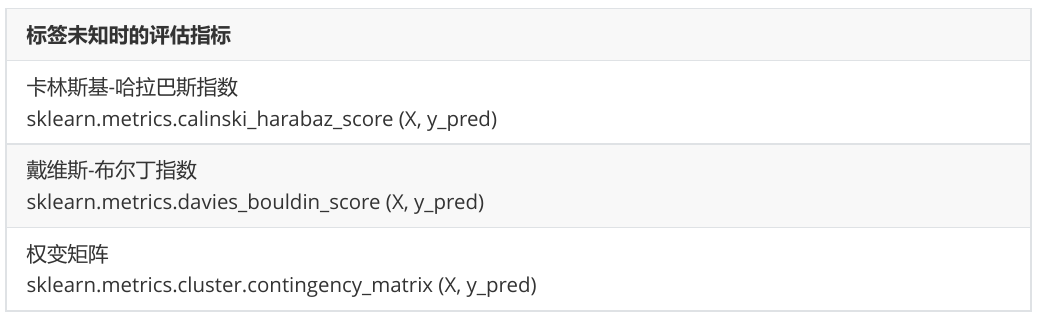 标签未知时的评估指标
卡林斯基-哈拉巴斯指数
sklearn.metrics.calinski_harabaz_score (X, y_pred)
戴维斯-布尔丁指数
sklearn.metrics.davies_bouldin_score (X, y_pred)
权变矩阵
sklearn.metrics.cluster.contingency_matrix (X, y_pred)